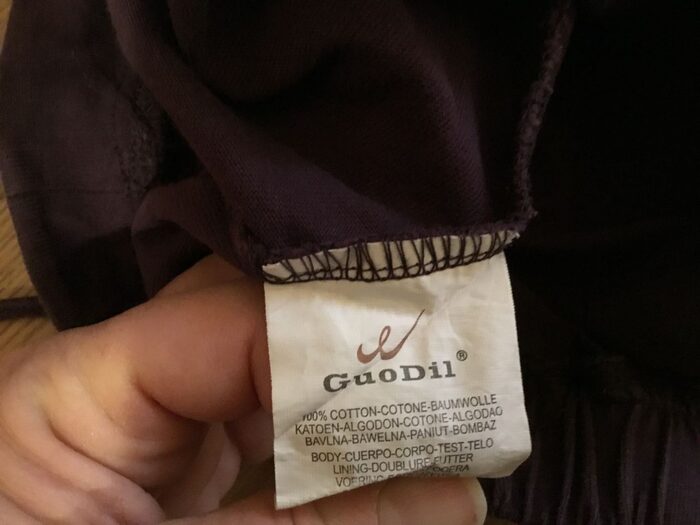 GuoDil®
100% COTTON-COTONE-BAUMWOLLE
KATOEN-ALGODON-COTONE-ALGODAO
BAVLNA-BAWELNA-PANIUT-BOMBAZ
BODY-CUERPO-CORPO-TEST-TELO
LINING-DOUBLURE-FUTTER